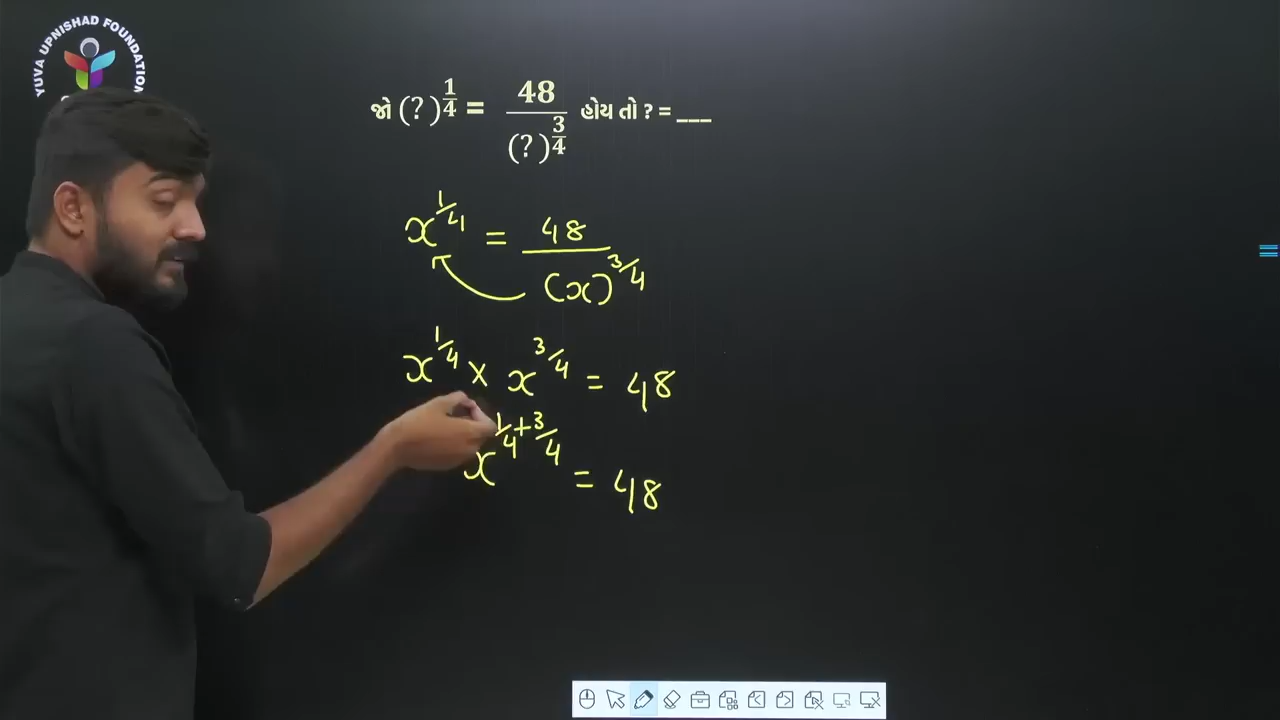 YUVA UPNISHAD FOUNDATION
જો (?)^{1/4} = 48/(?)^{3/4} હોય તો ? = ___
x^{1/4} = 48/(x)^{3/4}
x^{1/4} × x^{3/4} = 48
x^{1/4+3/4} = 48